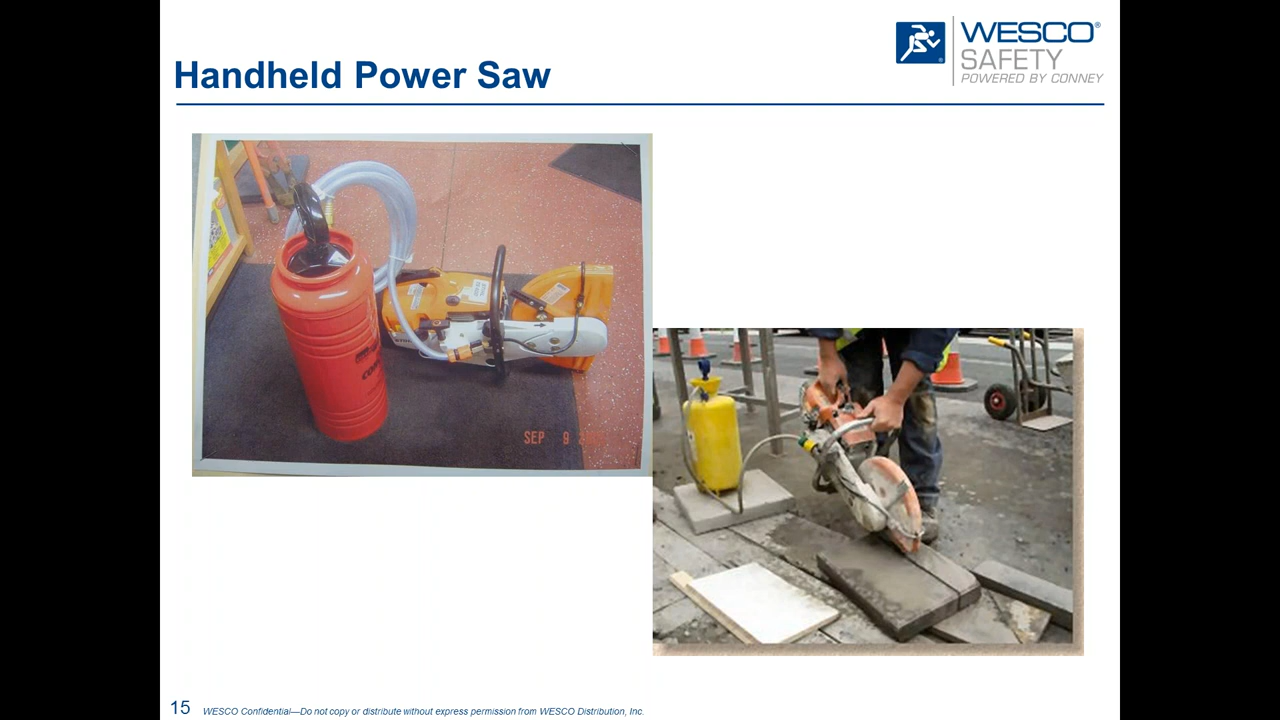 WESCO®
SAFETY
POWERED BY CONNEY
Handheld Power Saw
SEP 9
15
WESCO Confidential—Do not copy or distribute without express permission from WESCO Distribution, Inc.